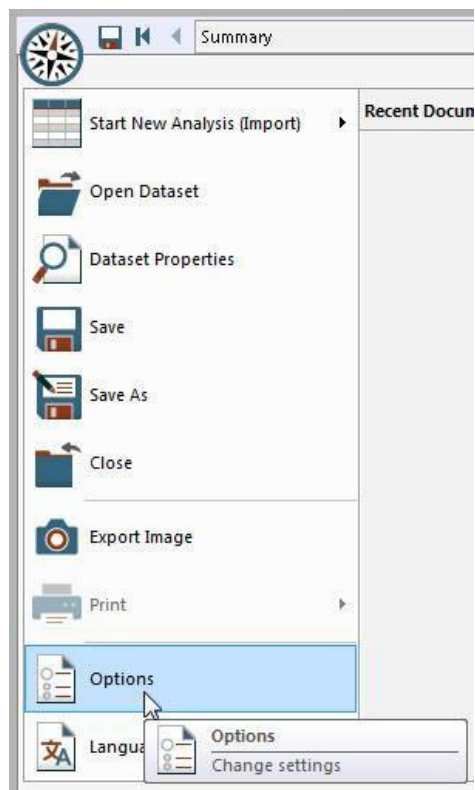 Summary
Start New Analysis (Import)
Recent
Open Dataset
Dataset Properties
Save
Save As
Close
Export Image
Print
Options
Options
Change settings